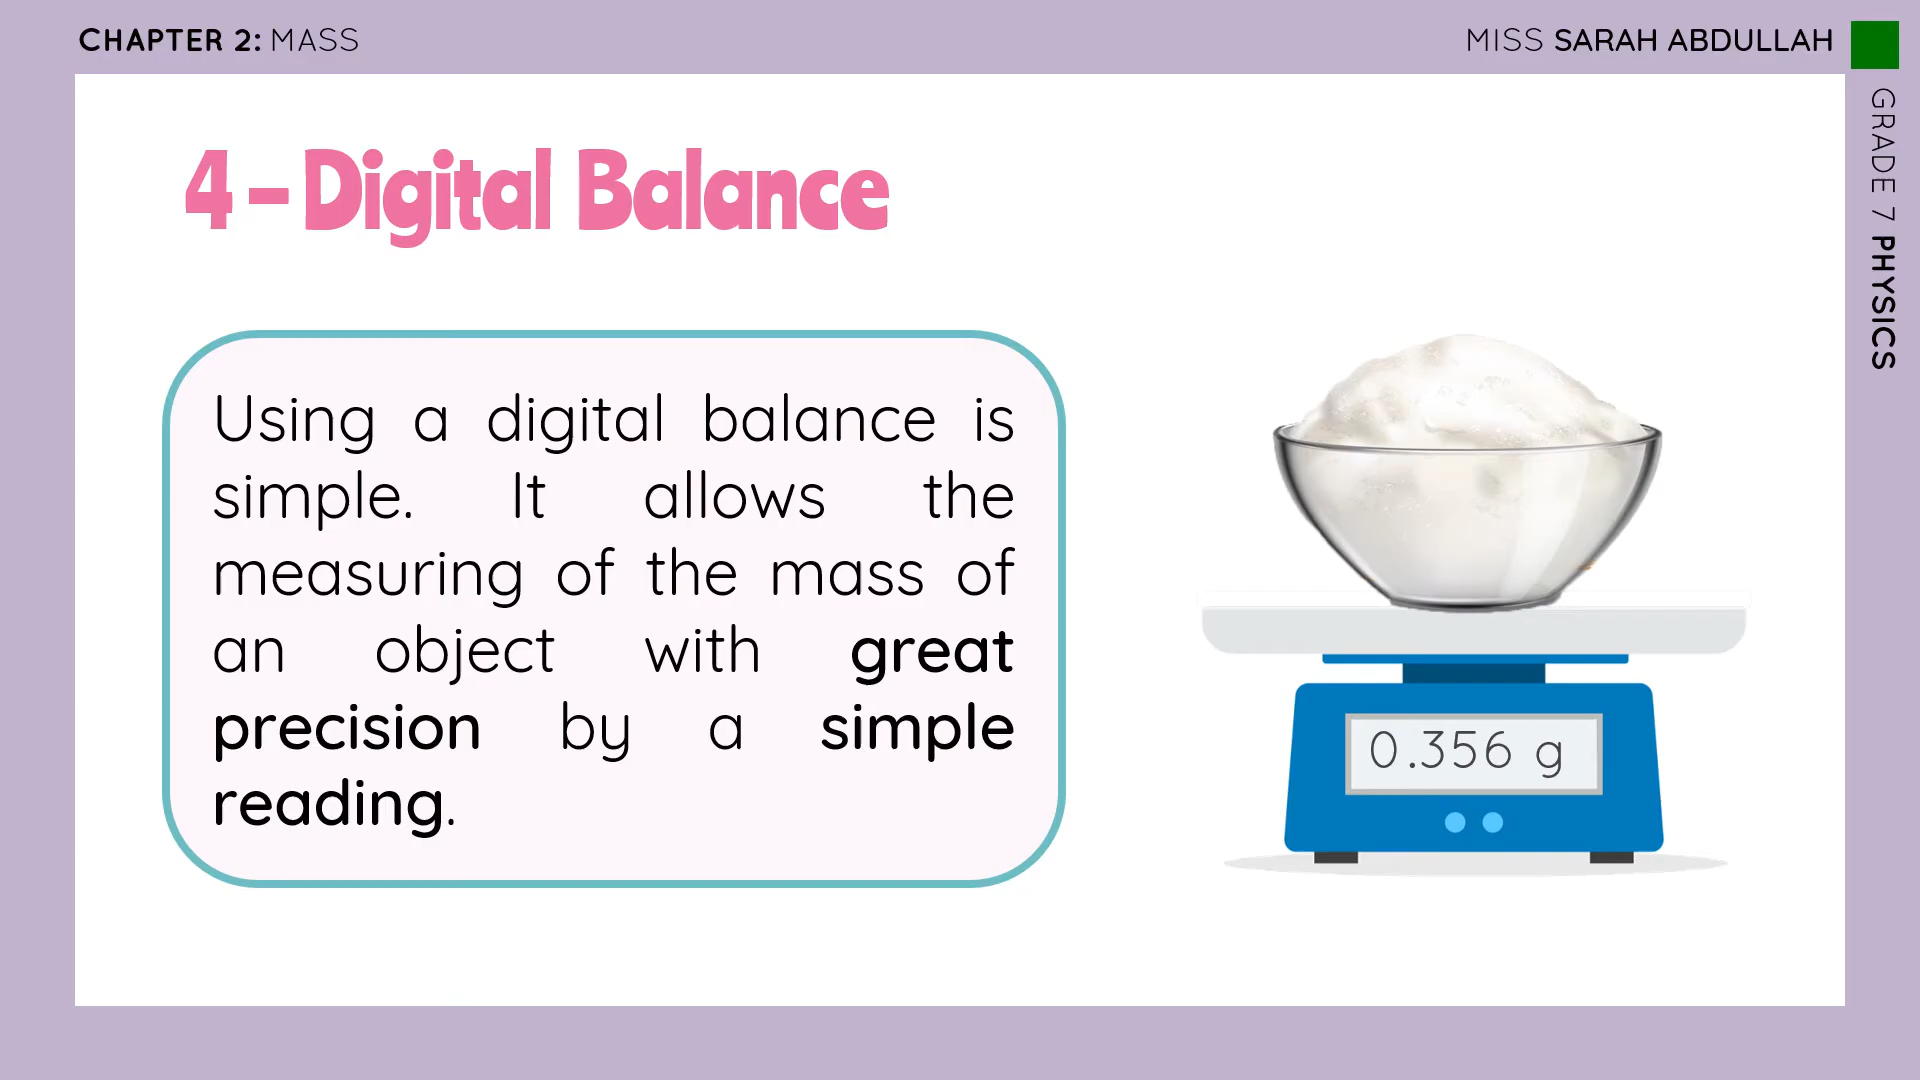 CHAPTER 2: MASS
MISS SARAH ABDULLAH
GRADE 7 PHYSICS
4 – Digital Balance
Using a digital balance is
simple. It allows the
measuring of the mass of
an object with great
precision by a simple
reading.
0.356 g